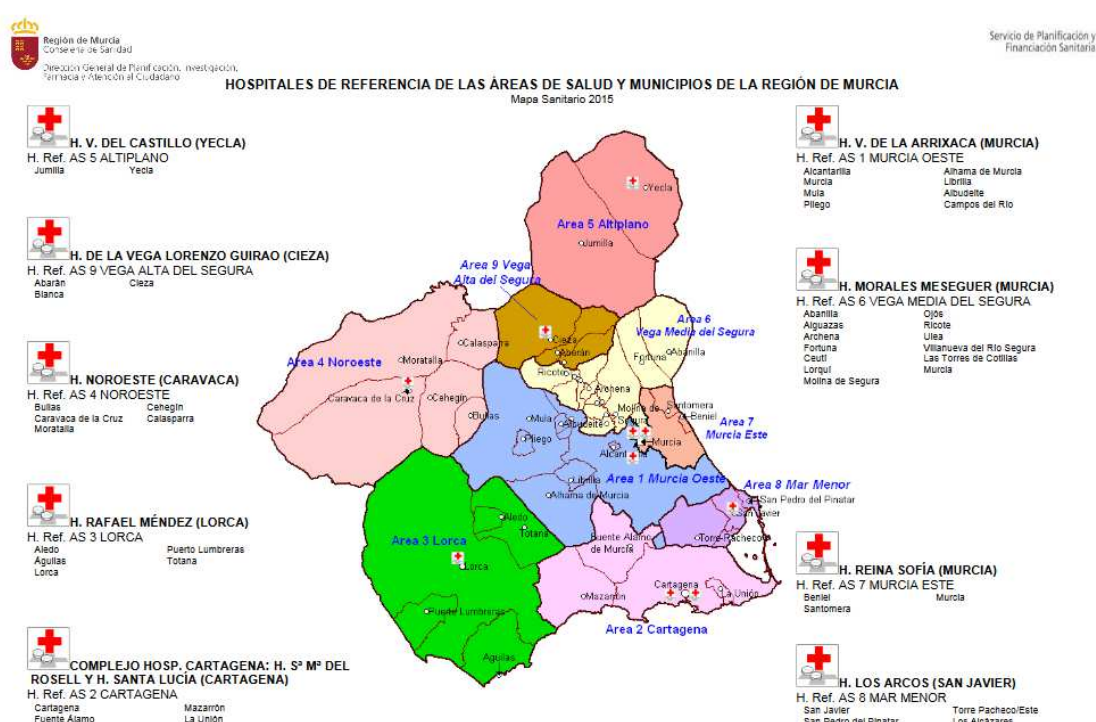 Región de Murcia
Consejería de Sanidad
Dirección General de Planificación, Investigación,
Farmacia y Atención al Ciudadano
Servicio de Planificación y
Financiación Sanitaria
HOSPITALES DE REFERENCIA DE LAS ÁREAS DE SALUD Y MUNICIPIOS DE LA REGIÓN DE MURCIA
Mapa Sanitario 2015
H. V. DEL CASTILLO (YECLA)
H. Ref. AS 5 ALTIPLANO
Jumilla Yecla
H. DE LA VEGA LORENZO GUIRAO (CIEZA)
H. Ref. AS 9 VEGA ALTA DEL SEGURA
Abarán Cieza
Blanca
H. NOROESTE (CARAVACA)
H. Ref. AS 4 NOROESTE
Bullas Cehegín
Caravaca de la Cruz Calasparra
Moratalla
H. RAFAEL MÉNDEZ (LORCA)
H. Ref. AS 3 LORCA
Aledo Puerto Lumbreras
Águilas Totana
Lorca
COMPLEJO HOSP. CARTAGENA: H. Sª Mª DEL
ROSELL Y H. SANTA LUCÍA (CARTAGENA)
H. Ref. AS 2 CARTAGENA
Cartagena Mazarrón
Fuente Álamo La Unión
Yecla
Area 5 Altiplano
Jumilla
Area 9 Vega
Alta del Segura
Area 6
Vega Media del Segura
Cieza
Abarán
Calasparra
Fortuna
Abanilla
Area 4 Noroeste
Moratalla
Ricote
Archena
Caravaca de la Cruz
Cehegín
Bullas
Mula
Albudeite
Molina de
Segura
Santomera
Beniel
Area 7
Murcia Este
Pliego
Murcia
Alcantarilla
Librilla
Area 1 Murcia Oeste
Alhama de Murcia
Area 8 Mar Menor
San Pedro del Pinatar
San Javier
Aledo
Totana
Area 3 Lorca
Fuente Alamo
de Murcia
Torre-Pacheco
Lorca
Cartagena
La Unión
Mazarrón
Puerto Lumbreras
Area 2 Cartagena
Aguilas
H. V. DE LA ARRIXACA (MURCIA)
H. Ref. AS 1 MURCIA OESTE
Alcantarilla Alhama de Murcia
Murcia Librilla
Mula Albudeite
Pliego Campos del Río
H. MORALES MESEGUER (MURCIA)
H. Ref. AS 6 VEGA MEDIA DEL SEGURA
Abanilla Ojós
Alguazas Ricote
Archena Ulea
Fortuna Villanueva del Río Segura
Ceutí Las Torres de Cotillas
Lorquí Murcia
Molina de Segura
H. REINA SOFÍA (MURCIA)
H. Ref. AS 7 MURCIA ESTE
Beniel Murcia
Santomera
H. LOS ARCOS (SAN JAVIER)
H. Ref. AS 8 MAR MENOR
San Javier Torre Pacheco/Este
San Pedro del Pinatar Los Alcázares